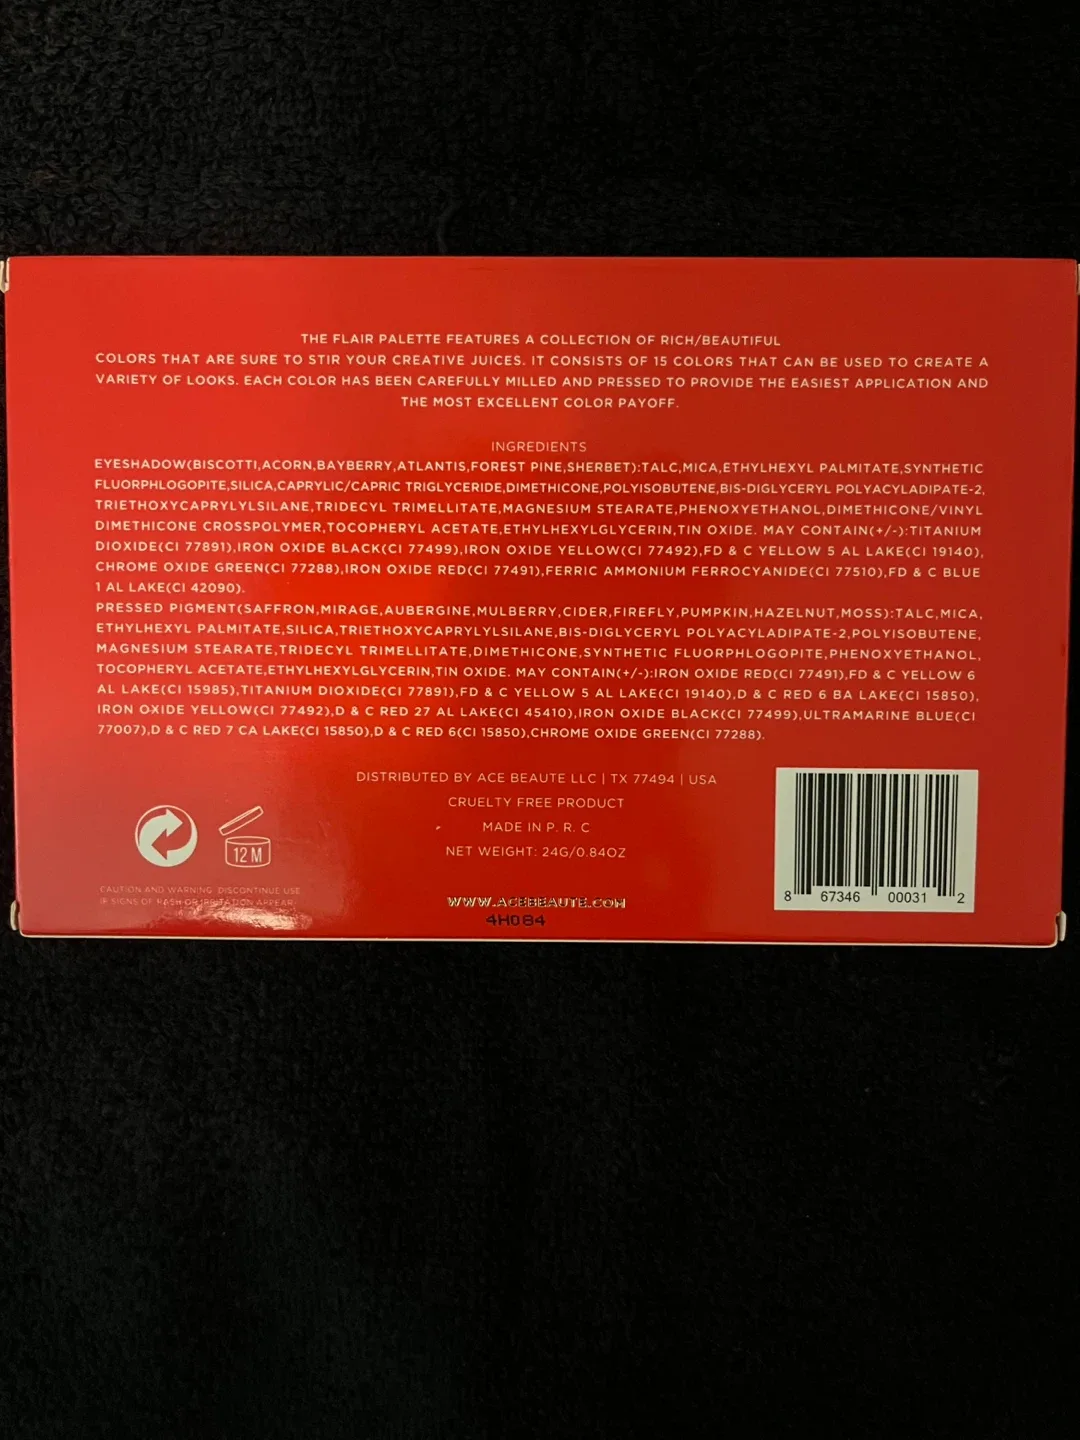 THE FLAIR PALETTE FEATURES A COLLECTION OF RICH/BEAUTIFUL
COLORS THAT ARE SURE TO STIR YOUR CREATIVE JUICES. IT CONSISTS OF 15 COLORS THAT CAN BE USED TO CREATE A
VARIETY OF LOOKS. EACH COLOR HAS BEEN CAREFULLY MILLED AND PRESSED TO PROVIDE THE EASIEST APPLICATION AND
THE MOST EXCELLENT COLOR PAYOFF.
INGREDIENTS
EYESHADOW(BISCOTTI,ACORN,BAYBERRY,ATLANTIS,FOREST PINE,SHERBET):TALC,MICA,ETHYLHEXYL PALMITATE,SYNTHETIC
FLUORPHLOGOPITE,SILICA,CAPRYLIC/CAPRIC TRIGLYCERIDE,DIMETHICONE,POLYISOBUTENE,BIS-DIGLYCERYL POLYACYLADIPATE-2,
TRIETHOXYCAPRYLYLSILANE,TRIDECYL TRIMELLITATE,MAGNESIUM STEARATE,PHENOXYETHANOL,DIMETHICONE/VINYL
DIMETHICONE CROSSPOLYMER,TOCOPHERYL ACETATE,ETHYLHEXYLGLYCERIN,TIN OXIDE. MAY CONTAIN(+/-):TITANIUM
DIOXIDE(CI 77891),IRON OXIDE BLACK(CI 77499),IRON OXIDE YELLOW(CI 77492),FD & C YELLOW 5 AL LAKE(CI 19140),
CHROME OXIDE GREEN(CI 77288),IRON OXIDE RED(CI 77491),FERRIC AMMONIUM FERROCYANIDE(CI 77510),FD & C BLUE
1 AL LAKE(CI 42090).
PRESSED PIGMENT(SAFFRON,MIRAGE,AUBERGINE,MULBERRY,CIDER,FIREFLY,PUMPKIN,HAZELNUT,MOSS):TALC,MICA,
ETHYLHEXYL PALMITATE,SILICA,TRIETHOXYCAPRYLYLSILANE,BIS-DIGLYCERYL POLYACYLADIPATE-2,POLYISOBUTENE,
MAGNESIUM STEARATE,TRIDECYL TRIMELLITATE,DIMETHICONE,SYNTHETIC FLUORPHLOGOPITE,PHENOXYETHANOL,
TOCOPHERYL ACETATE,ETHYLHEXYLGLYCERIN,TIN OXIDE. MAY CONTAIN(+/-):IRON OXIDE RED(CI 77491),FD & C YELLOW 6
AL LAKE(CI 15985),TITANIUM DIOXIDE(CI 77891),FD & C YELLOW 5 AL LAKE(CI 19140),D & C RED 6 BA LAKE(CI 15850),
IRON OXIDE YELLOW(CI 77492),D & C RED 27 AL LAKE(CI 45410),IRON OXIDE BLACK(CI 77499),ULTRAMARINE BLUE(CI
77007),D & C RED 7 CA LAKE(CI 15850),D & C RED 6(CI 15850),CHROME OXIDE GREEN(CI 77288).
DISTRIBUTED BY ACE BEAUTE LLC | TX 77494 | USA
CRUELTY FREE PRODUCT
MADE IN P. R. C
NET WEIGHT: 24G/0.84OZ
12 M
CAUTION AND WARNING: DISCONTINUE USE
IF SIGNS OF RASH OR IRRITATION APPEAR.
WWW.ACEBEAUTE.COM
4H084
8 67346 00031 2